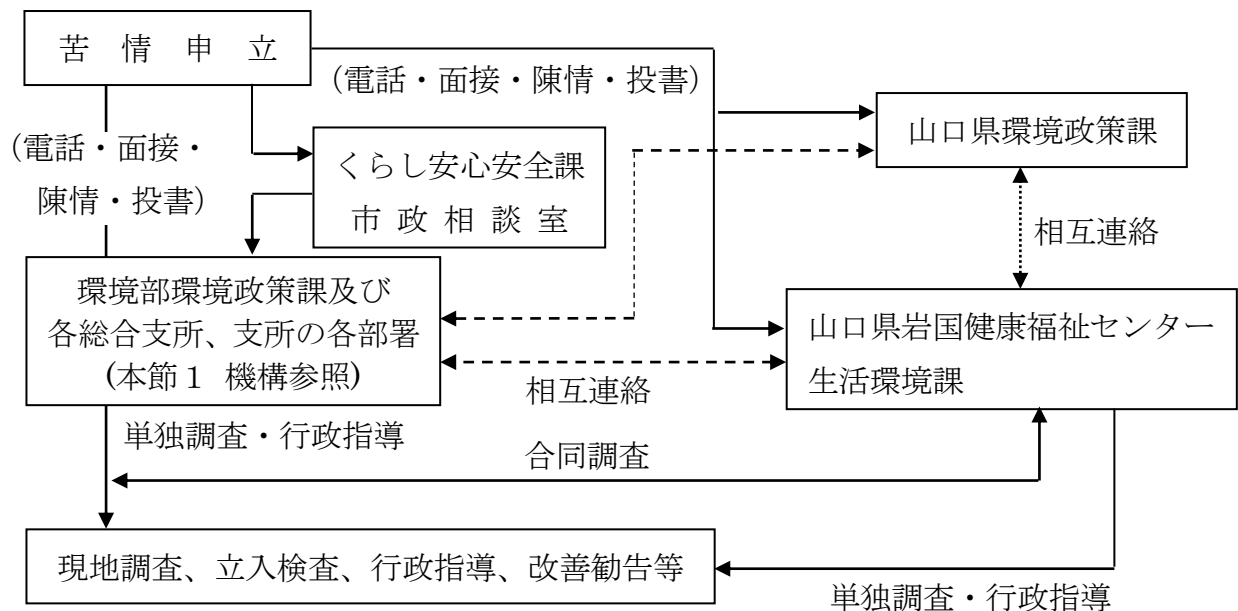 苦情申立
(電話・面接・陳情・投書)
山口県環境政策課
(電話・面接・
陳情・投書)
くらし安心安全課
市政相談室
相互連絡
環境部環境政策課及び
各総合支所、支所の各部署
(本節1 機構参照)
山口県岩国健康福祉センター
生活環境課
相互連絡
単独調査・行政指導
合同調査
現地調査、立入検査、行政指導、改善勧告等
単独調査・行政指導